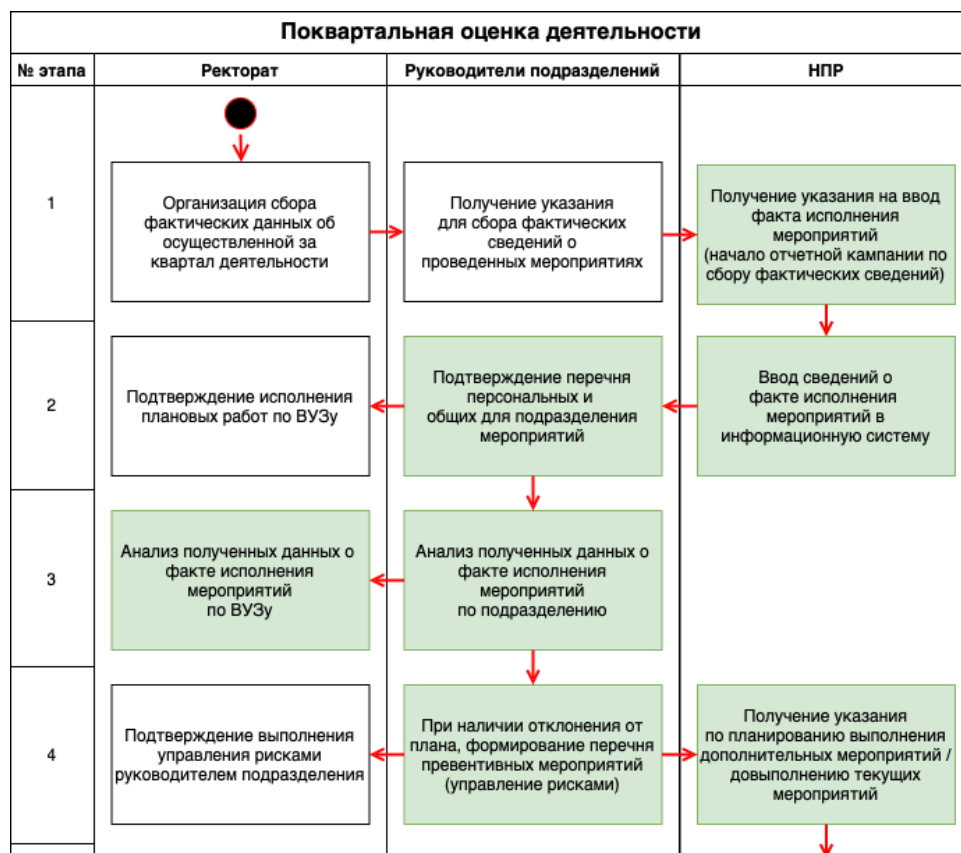 Поквартальная оценка деятельности
№ этапа
Ректорат
Руководители подразделений
НПР
1
Организация сбора
фактических данных об
осуществленной за
квартал деятельности
Получение указания
для сбора фактических
сведений о
проведенных мероприятиях
Получение указания на ввод
факта исполнения
мероприятий
(начало отчетной кампании по
сбору фактических сведений)
2
Подтверждение исполнения
плановых работ по ВУЗу
Подтверждение перечня
персональных и
общих для подразделения
мероприятий
Ввод сведений о
факте исполнения
мероприятий в
информационную систему
3
Анализ полученных данных о
факте исполнения
мероприятий
по ВУЗу
Анализ полученных данных о
факте исполнения
мероприятий
по подразделению
4
Подтверждение выполнения
управления рисками
руководителем подразделения
При наличии отклонения от
плана, формирование перечня
превентивных мероприятий
(управление рисками)
Получение указания
по планированию выполнения
дополнительных мероприятий /
довыполнению текущих
мероприятий